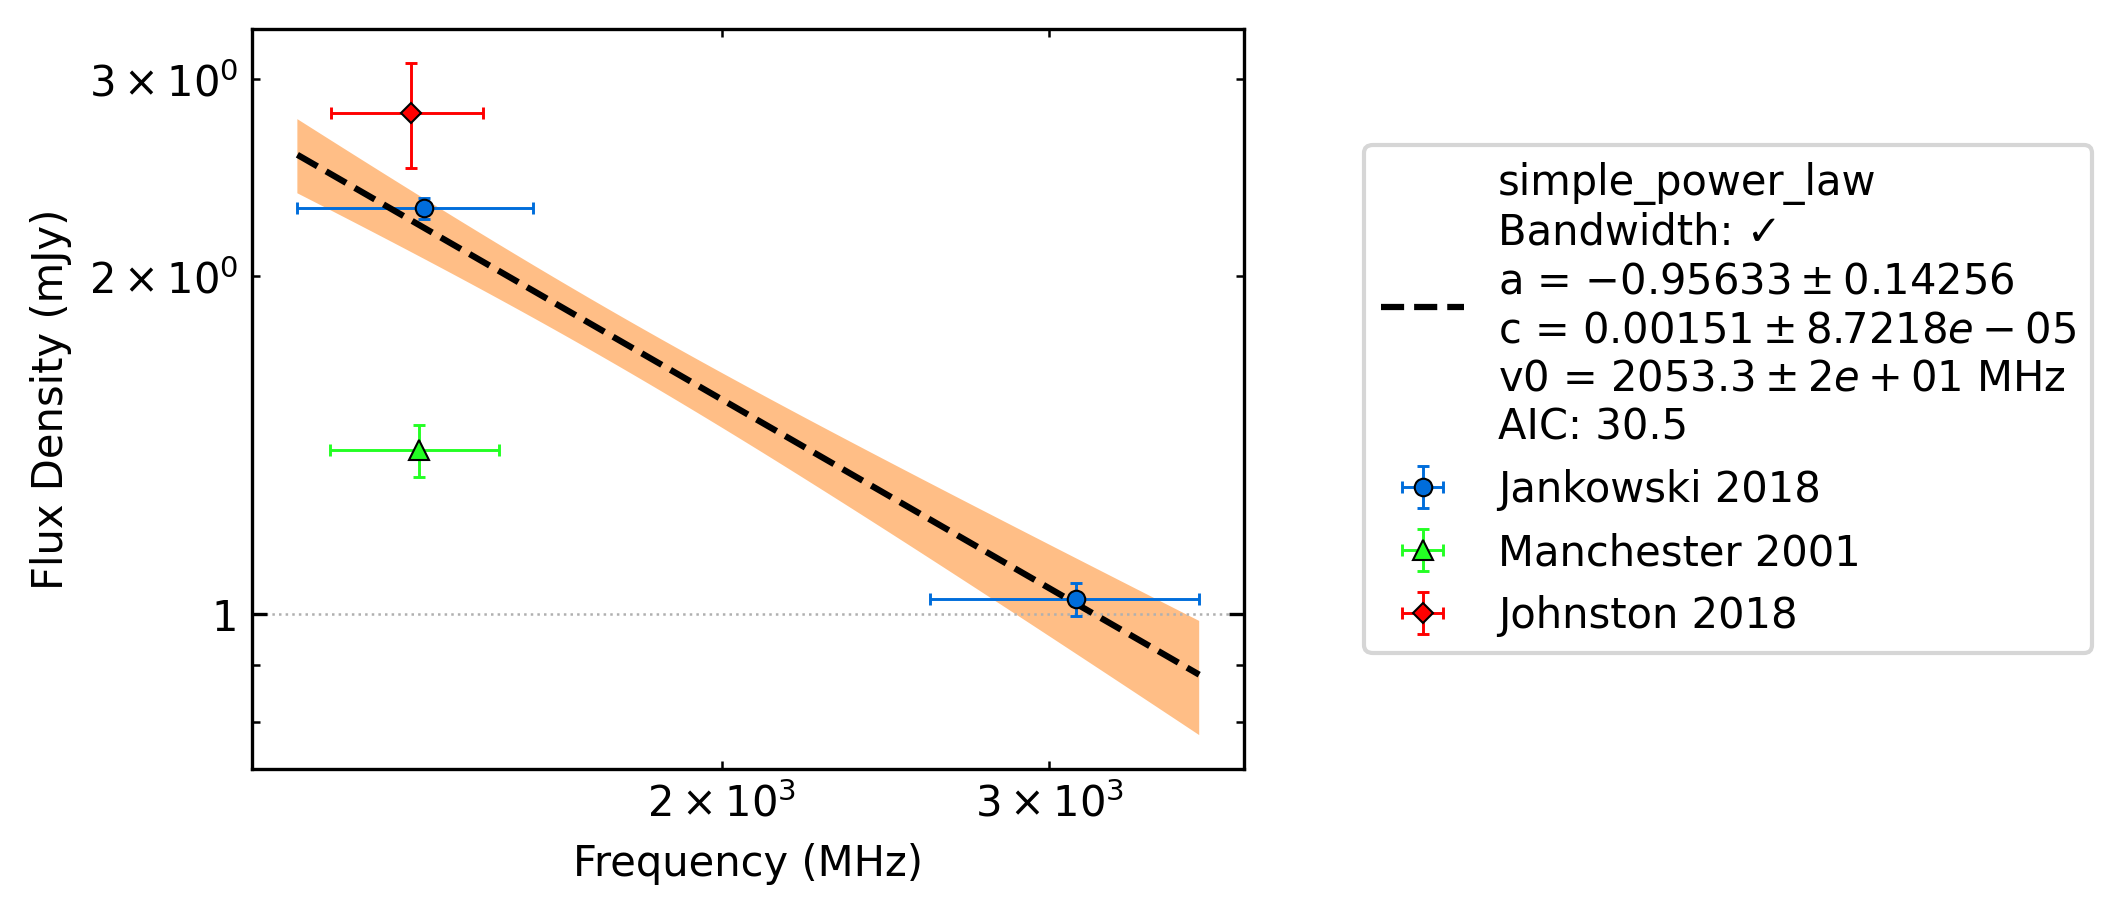 3×10⁰
2×10⁰
1
Flux Density (mJy)
2×10³
3×10³
Frequency (MHz)
simple_power_law
Bandwidth: ✓
a = −0.95633 ± 0.14256
c = 0.00151 ± 8.7218e − 05
v0 = 2053.3 ± 2e + 01 MHz
AIC: 30.5
Jankowski 2018
Manchester 2001
Johnston 2018